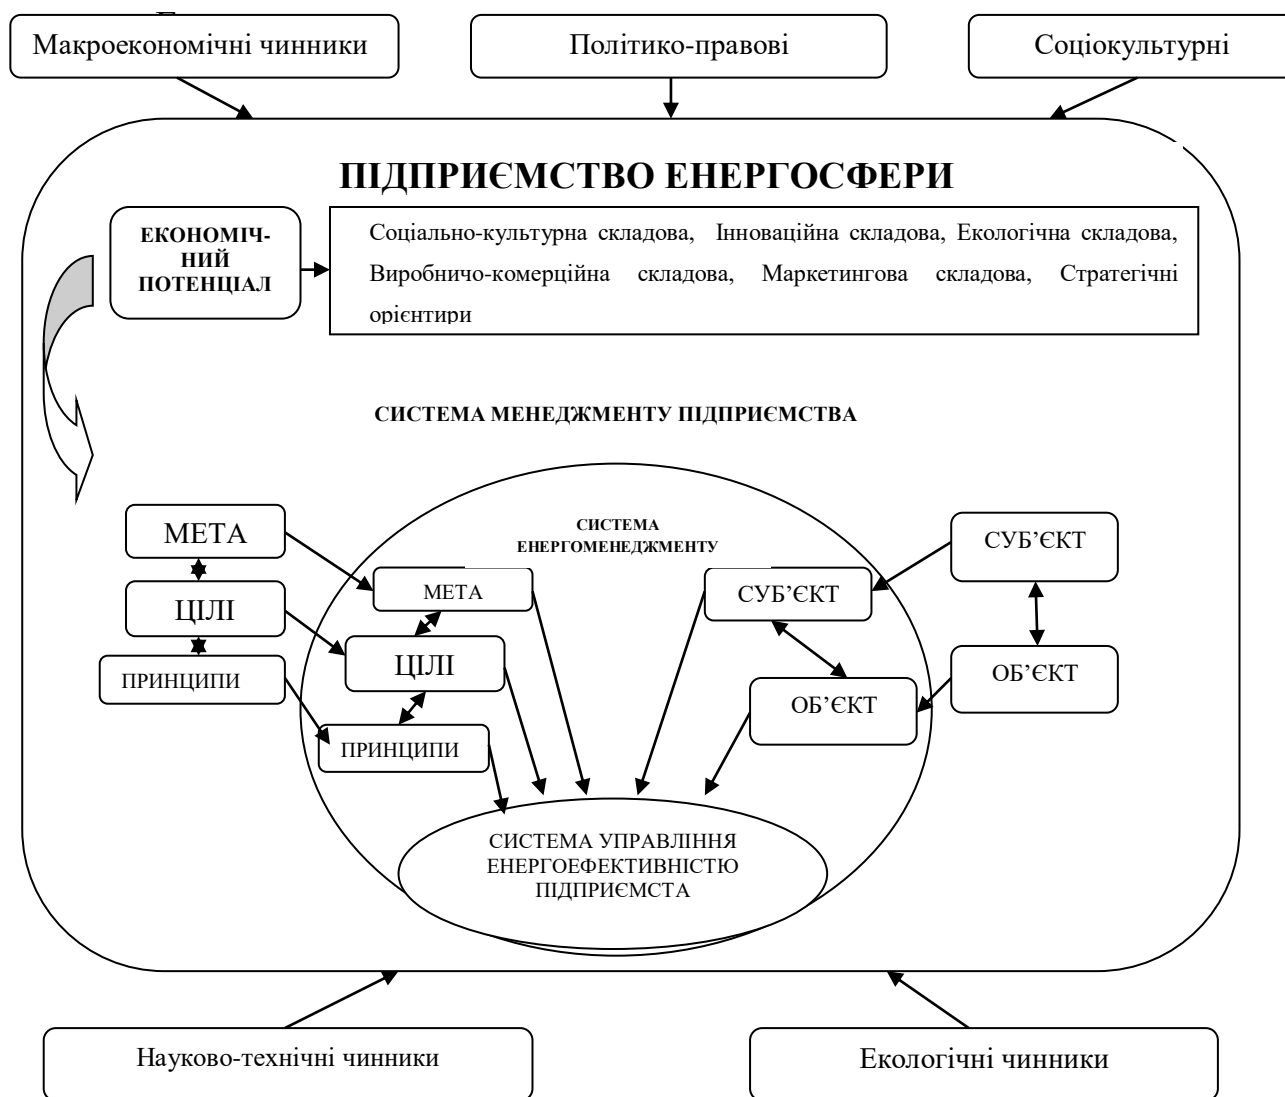 Макроекономічні чинники
Політико-правові
Соціокультурні
ПІДПРИЄМСТВО ЕНЕРГОСФЕРИ
ЕКОНОМІЧ-
НИЙ
ПОТЕНЦІАЛ
Соціально-культурна складова, Інноваційна складова, Екологічна складова,
Виробничо-комерційна складова, Маркетингова складова, Стратегічні
орієнтири
СИСТЕМА МЕНЕДЖМЕНТУ ПІДПРИЄМСТВА
СИСТЕМА
ЕНЕРГОМЕНЕДЖМЕНТУ
МЕТА
ЦІЛІ
ПРИНЦИПИ
МЕТА
ЦІЛІ
ПРИНЦИПИ
СУБ’ЄКТ
ОБ’ЄКТ
СУБ’ЄКТ
ОБ’ЄКТ
СИСТЕМА УПРАВЛІННЯ
ЕНЕРГОЕФЕКТИВНІСТЮ
ПІДПРИЄМСТА
Науково-технічні чинники
Екологічні чинники